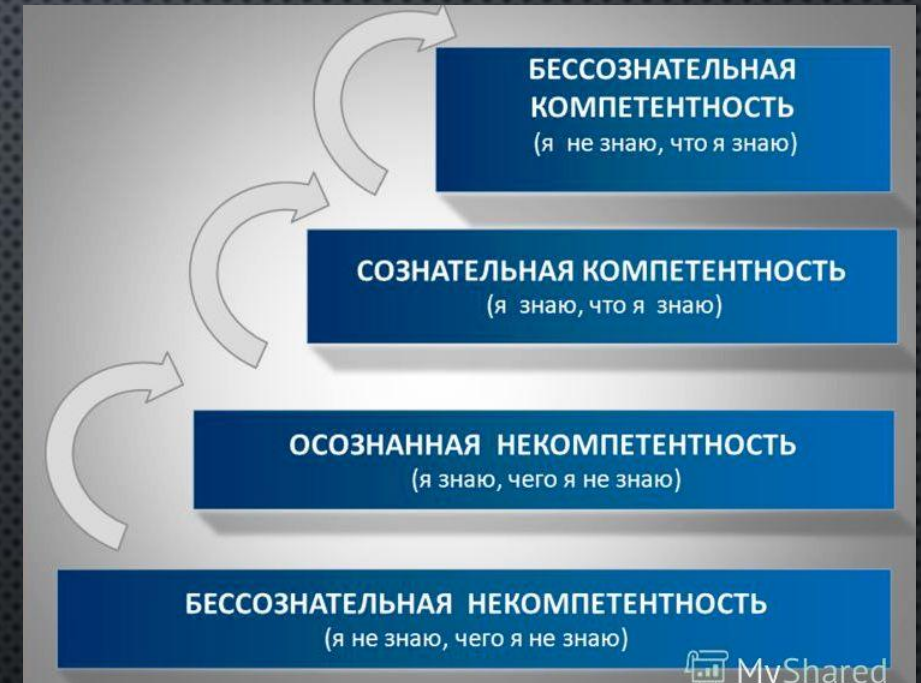 БЕССОЗНАТЕЛЬНАЯ
КОМПЕТЕНТНОСТЬ
(я не знаю, что я знаю)
СОЗНАТЕЛЬНАЯ КОМПЕТЕНТНОСТЬ
(я знаю, что я знаю)
ОСОЗНАННАЯ НЕКОМПЕТЕНТНОСТЬ
(я знаю, чего я не знаю)
БЕССОЗНАТЕЛЬНАЯ НЕКОМПЕТЕНТНОСТЬ
(я не знаю, чего я не знаю)
MyShared